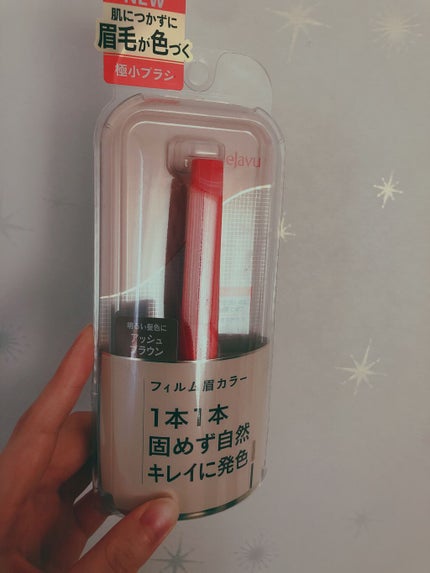 NEW
肌につかずに
眉毛が色づく
極小ブラシ
dejavu
明るい髪色に
アッシュ
ブラウン
フィルム眉カラー
1本1本
固めず自然
キレイに発色